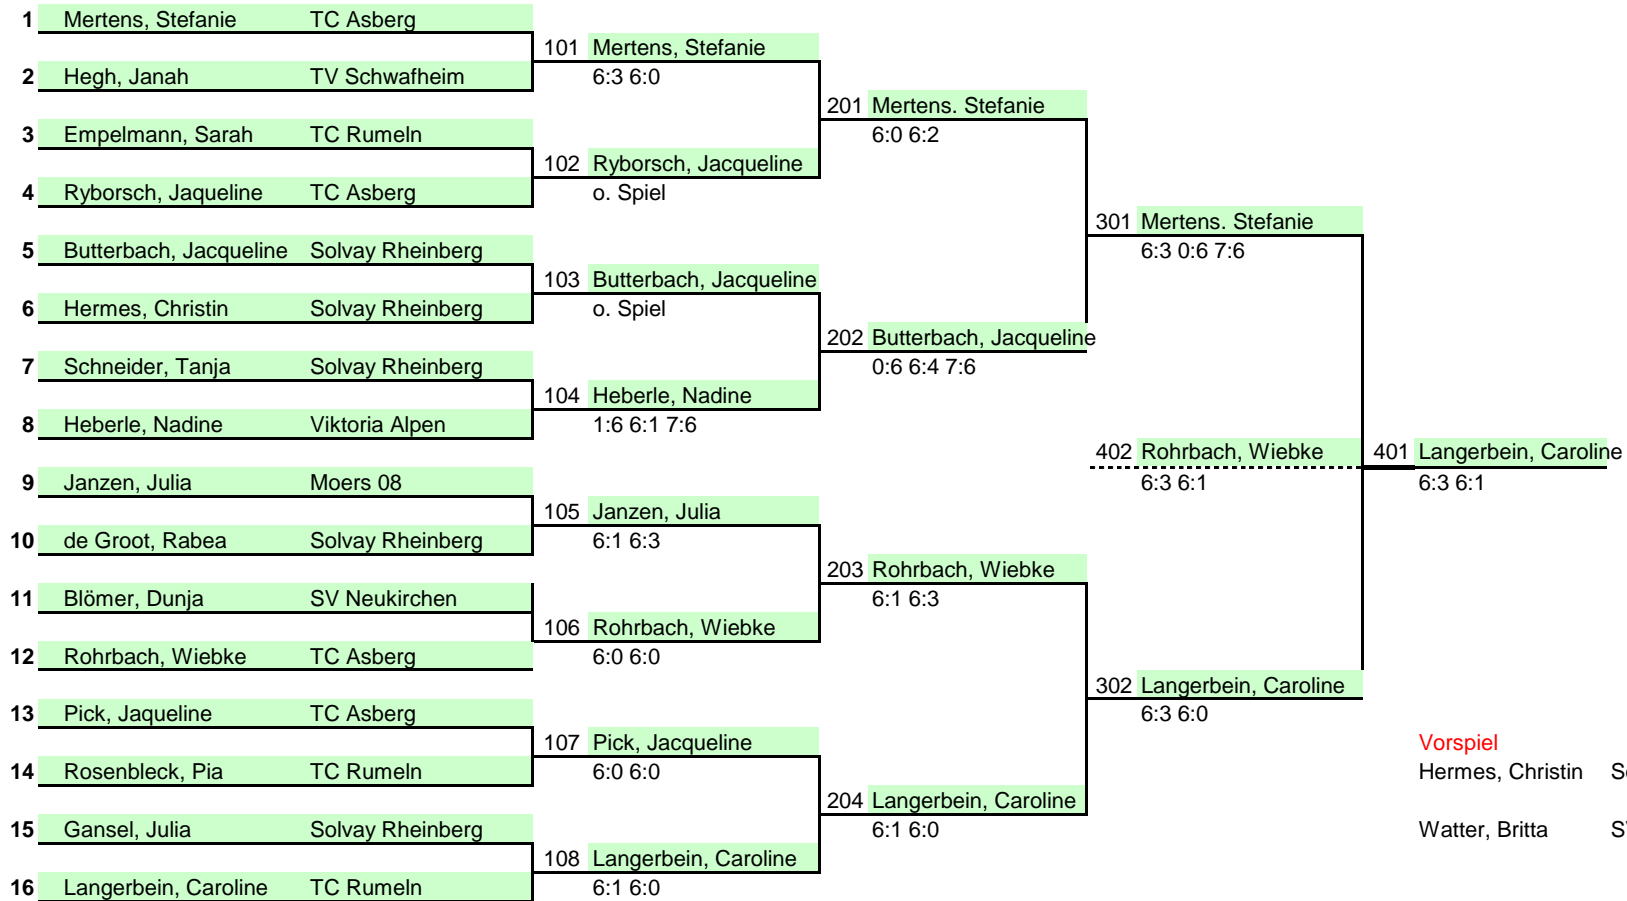 1 Mertens, Stefanie TC Asberg
101 Mertens, Stefanie
2 Hegh, Janah TV Schwafheim 6:3 6:0
201 Mertens. Stefanie
3 Empelmann, Sarah TC Rumeln 6:0 6:2
102 Ryborsch, Jacqueline
4 Ryborsch, Jaqueline TC Asberg o. Spiel
301 Mertens. Stefanie
5 Butterbach, Jacqueline Solvay Rheinberg 6:3 0:6 7:6
103 Butterbach, Jacqueline
6 Hermes, Christin Solvay Rheinberg o. Spiel
202 Butterbach, Jacqueline
7 Schneider, Tanja Solvay Rheinberg 0:6 6:4 7:6
104 Heberle, Nadine
8 Heberle, Nadine Viktoria Alpen 1:6 6:1 7:6
402 Rohrbach, Wiebke 401 Langerbein, Caroline
9 Janzen, Julia Moers 08 6:3 6:1 6:3 6:1
105 Janzen, Julia
10 de Groot, Rabea Solvay Rheinberg 6:1 6:3
203 Rohrbach, Wiebke
11 Blömer, Dunja SV Neukirchen 6:1 6:3
106 Rohrbach, Wiebke
12 Rohrbach, Wiebke TC Asberg 6:0 6:0
302 Langerbein, Caroline
13 Pick, Jaqueline TC Asberg 6:3 6:0
107 Pick, Jacqueline Vorspiel
14 Rosenbleck, Pia TC Rumeln 6:0 6:0 Hermes, Christin
204 Langerbein, Caroline
15 Gansel, Julia Solvay Rheinberg 6:1 6:0 Watter, Britta
108 Langerbein, Caroline
16 Langerbein, Caroline TC Rumeln 6:1 6:0